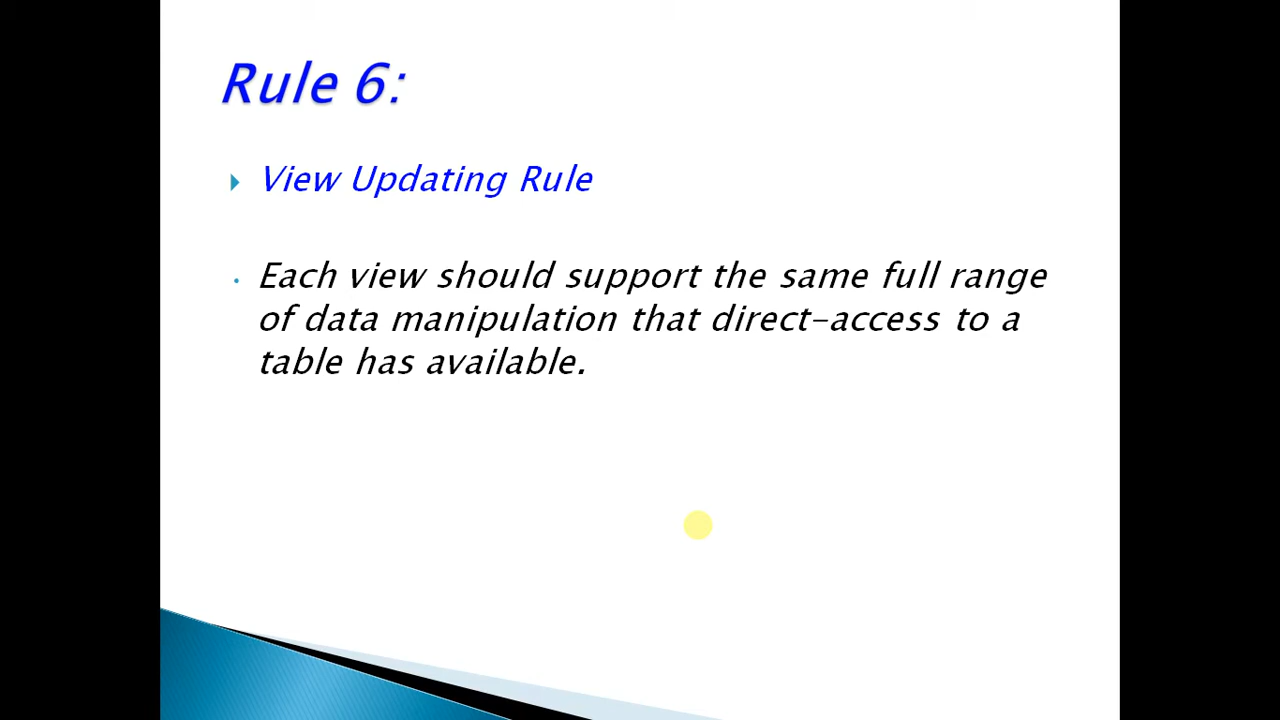 Rule 6:
View Updating Rule
Each view should support the same full range
of data manipulation that direct-access to a
table has available.